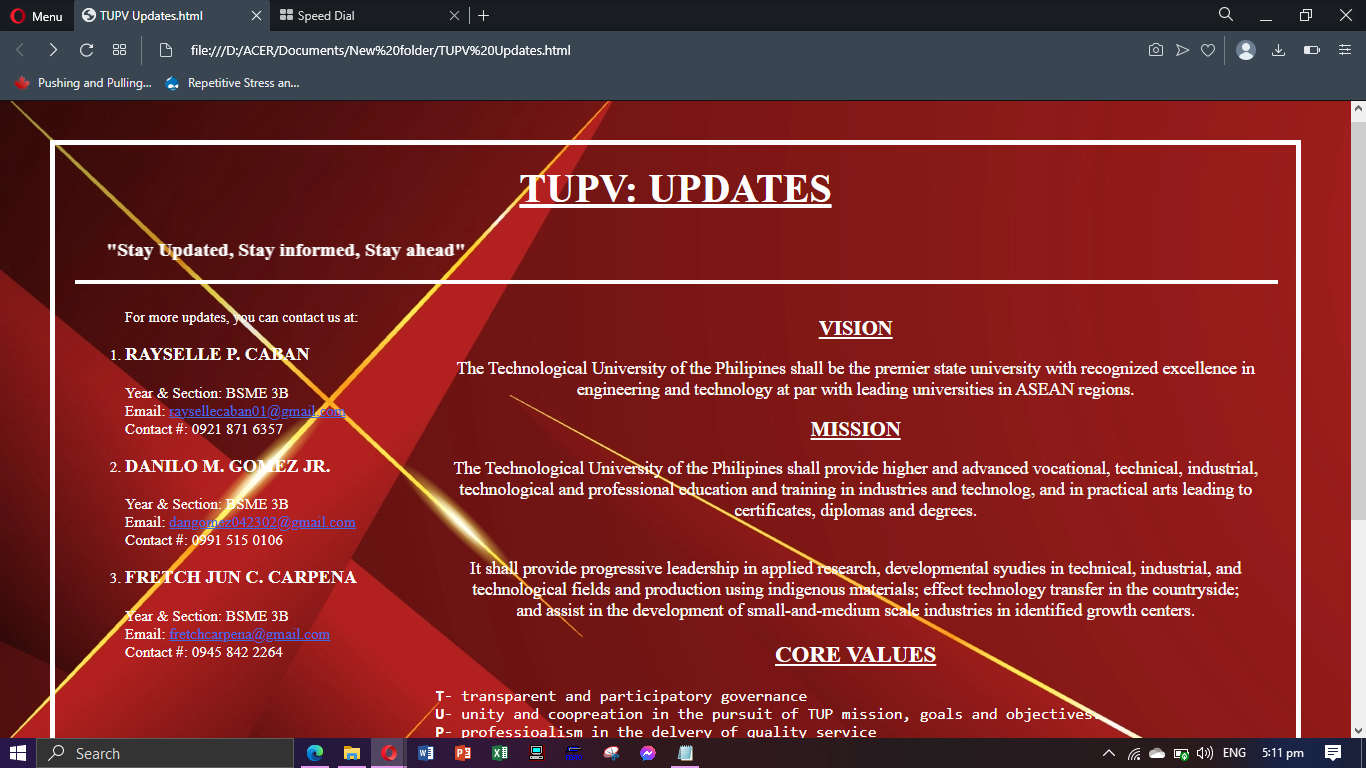 Menu
TUPV Updates.html
Speed Dial
file:///D:/ACER/Documents/New%20folder/TUPV%20Updates.html
Pushing and Pulling...
Repetitive Stress an...
TUPV: UPDATES
"Stay Updated, Stay informed, Stay ahead"
For more updates, you can contact us at:
1. RAYSELLE P. CABAN
Year & Section: BSME 3B
Email: raysellecaban01@gmail.com
Contact #: 0921 871 6357
2. DANILO M. GOMEZ JR.
Year & Section: BSME 3B
Email: dangomez042302@gmail.com
Contact #: 0991 515 0106
3. FRETCH JUN C. CARPENA
Year & Section: BSME 3B
Email: fretchcarpena@gmail.com
Contact #: 0945 842 2264
VISION
The Technological University of the Philipines shall be the premier state university with recognized excellence in
engineering and technology at par with leading universities in ASEAN regions.
MISSION
The Technological University of the Philipines shall provide higher and advanced vocational, technical, industrial,
technological and professional education and training in industries and technolog, and in practical arts leading to
certificates, diplomas and degrees.
It shall provide progressive leadership in applied research, developmental syudies in technical, industrial, and
technological fields and production using indigenous materials; effect technology transfer in the countryside;
and assist in the development of small-and-medium scale industries in identified growth centers.
CORE VALUES
T- transparent and participatory governance
U- unity and coopreation in the pursuit of TUP mission, goals and objectives.
P- professioalism in the delvery of quality service
Search
ENG
5:11 pm